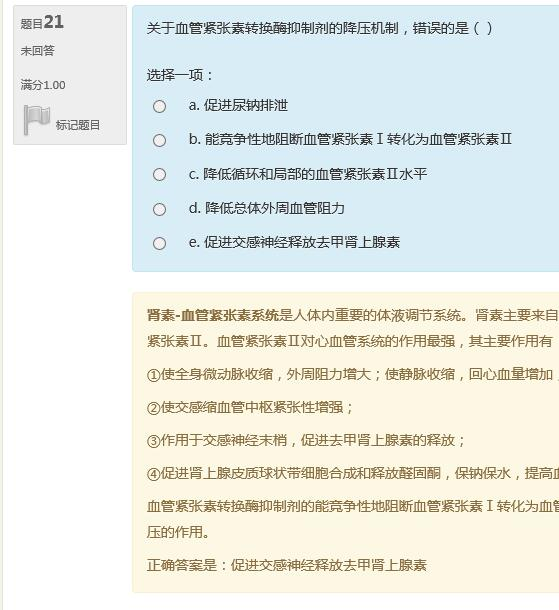 题目21
未回答
满分1.00
标记题目
关于血管紧张素转换酶抑制剂的降压机制，错误的是（ ）
选择一项：
a. 促进尿钠排泄
b. 能竞争性地阻断血管紧张素Ⅰ转化为血管紧张素Ⅱ
c. 降低循环和局部的血管紧张素Ⅱ水平
d. 降低总体外周血管阻力
e. 促进交感神经释放去甲肾上腺素
肾素-血管紧张素系统是人体内重要的体液调节系统。肾素主要来自
紧张素Ⅱ。血管紧张素Ⅱ对心血管系统的作用最强，其主要作用有
①使全身微动脉收缩，外周阻力增大；使静脉收缩，回心血量增加
②使交感缩血管中枢紧张性增强；
③作用于交感神经末梢，促进去甲肾上腺素的释放；
④促进肾上腺皮质球状带细胞合成和释放醛固酮，保钠保水，提高血
血管紧张素转换酶抑制剂的能竞争性地阻断血管紧张素Ⅰ转化为血管
压的作用。
正确答案是：促进交感神经释放去甲肾上腺素